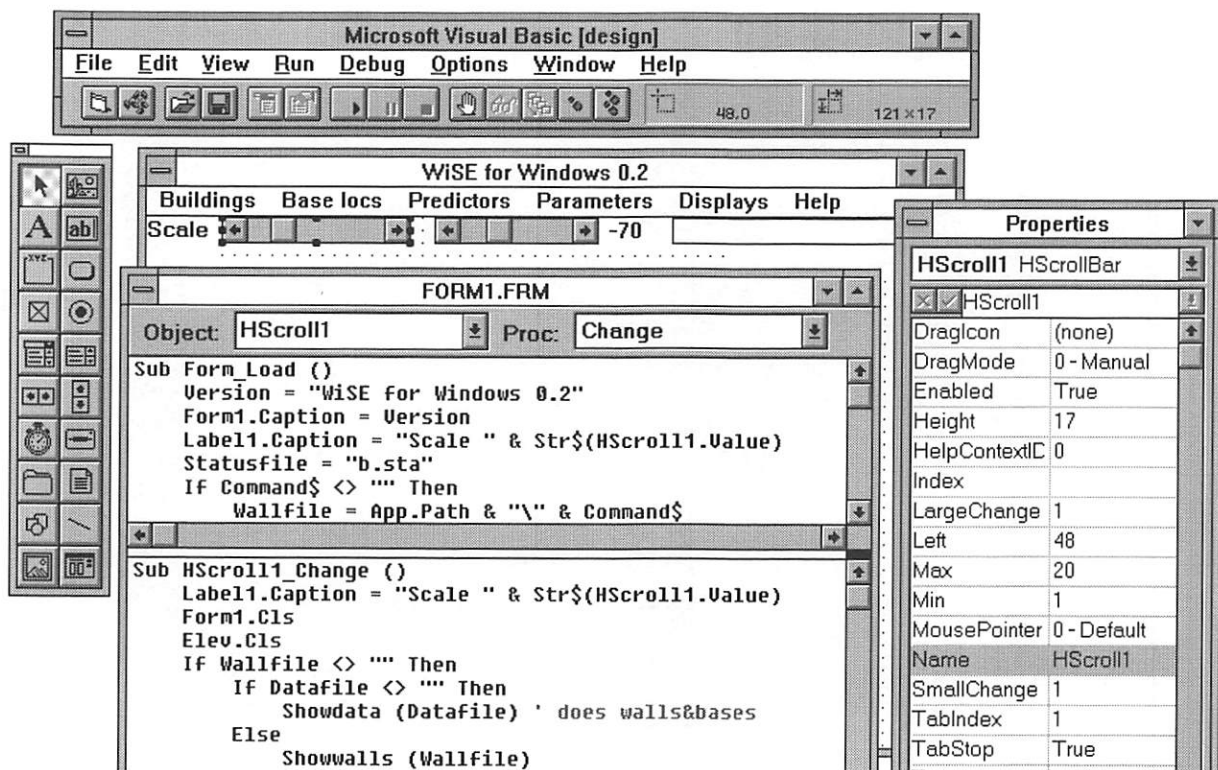 Microsoft Visual Basic [design]
File Edit View Run Debug Options Window Help
48,0 121×17
WiSE for Windows 0.2
Buildings Base locs Predictors Parameters Displays Help
Scale -70
A ab
xyz
FORM1.FRM
Object: HScroll1 Proc: Change
Sub Form_Load ()
Version = "WiSE for Windows 0.2"
Form1.Caption = Version
Label1.Caption = "Scale " & Str$(HScroll1.Value)
Statusfile = "b.sta"
If Command$ <> "" Then
Wallfile = App.Path & "\" & Command$
Sub HScroll1_Change ()
Label1.Caption = "Scale " & Str$(HScroll1.Value)
Form1.Cls
Elev.Cls
If Wallfile <> "" Then
If Datafile <> "" Then
Showdata (Datafile) ' does walls&bases
Else
Showwalls (Wallfile)
Properties
HScroll1 HScrollBar
HScroll1
DragIcon (none)
DragMode 0 - Manual
Enabled True
Height 17
HelpContextID 0
Index
LargeChange 1
Left 48
Max 20
Min 1
MousePointer 0 - Default
Name HScroll1
SmallChange 1
TabIndex 1
TabStop True